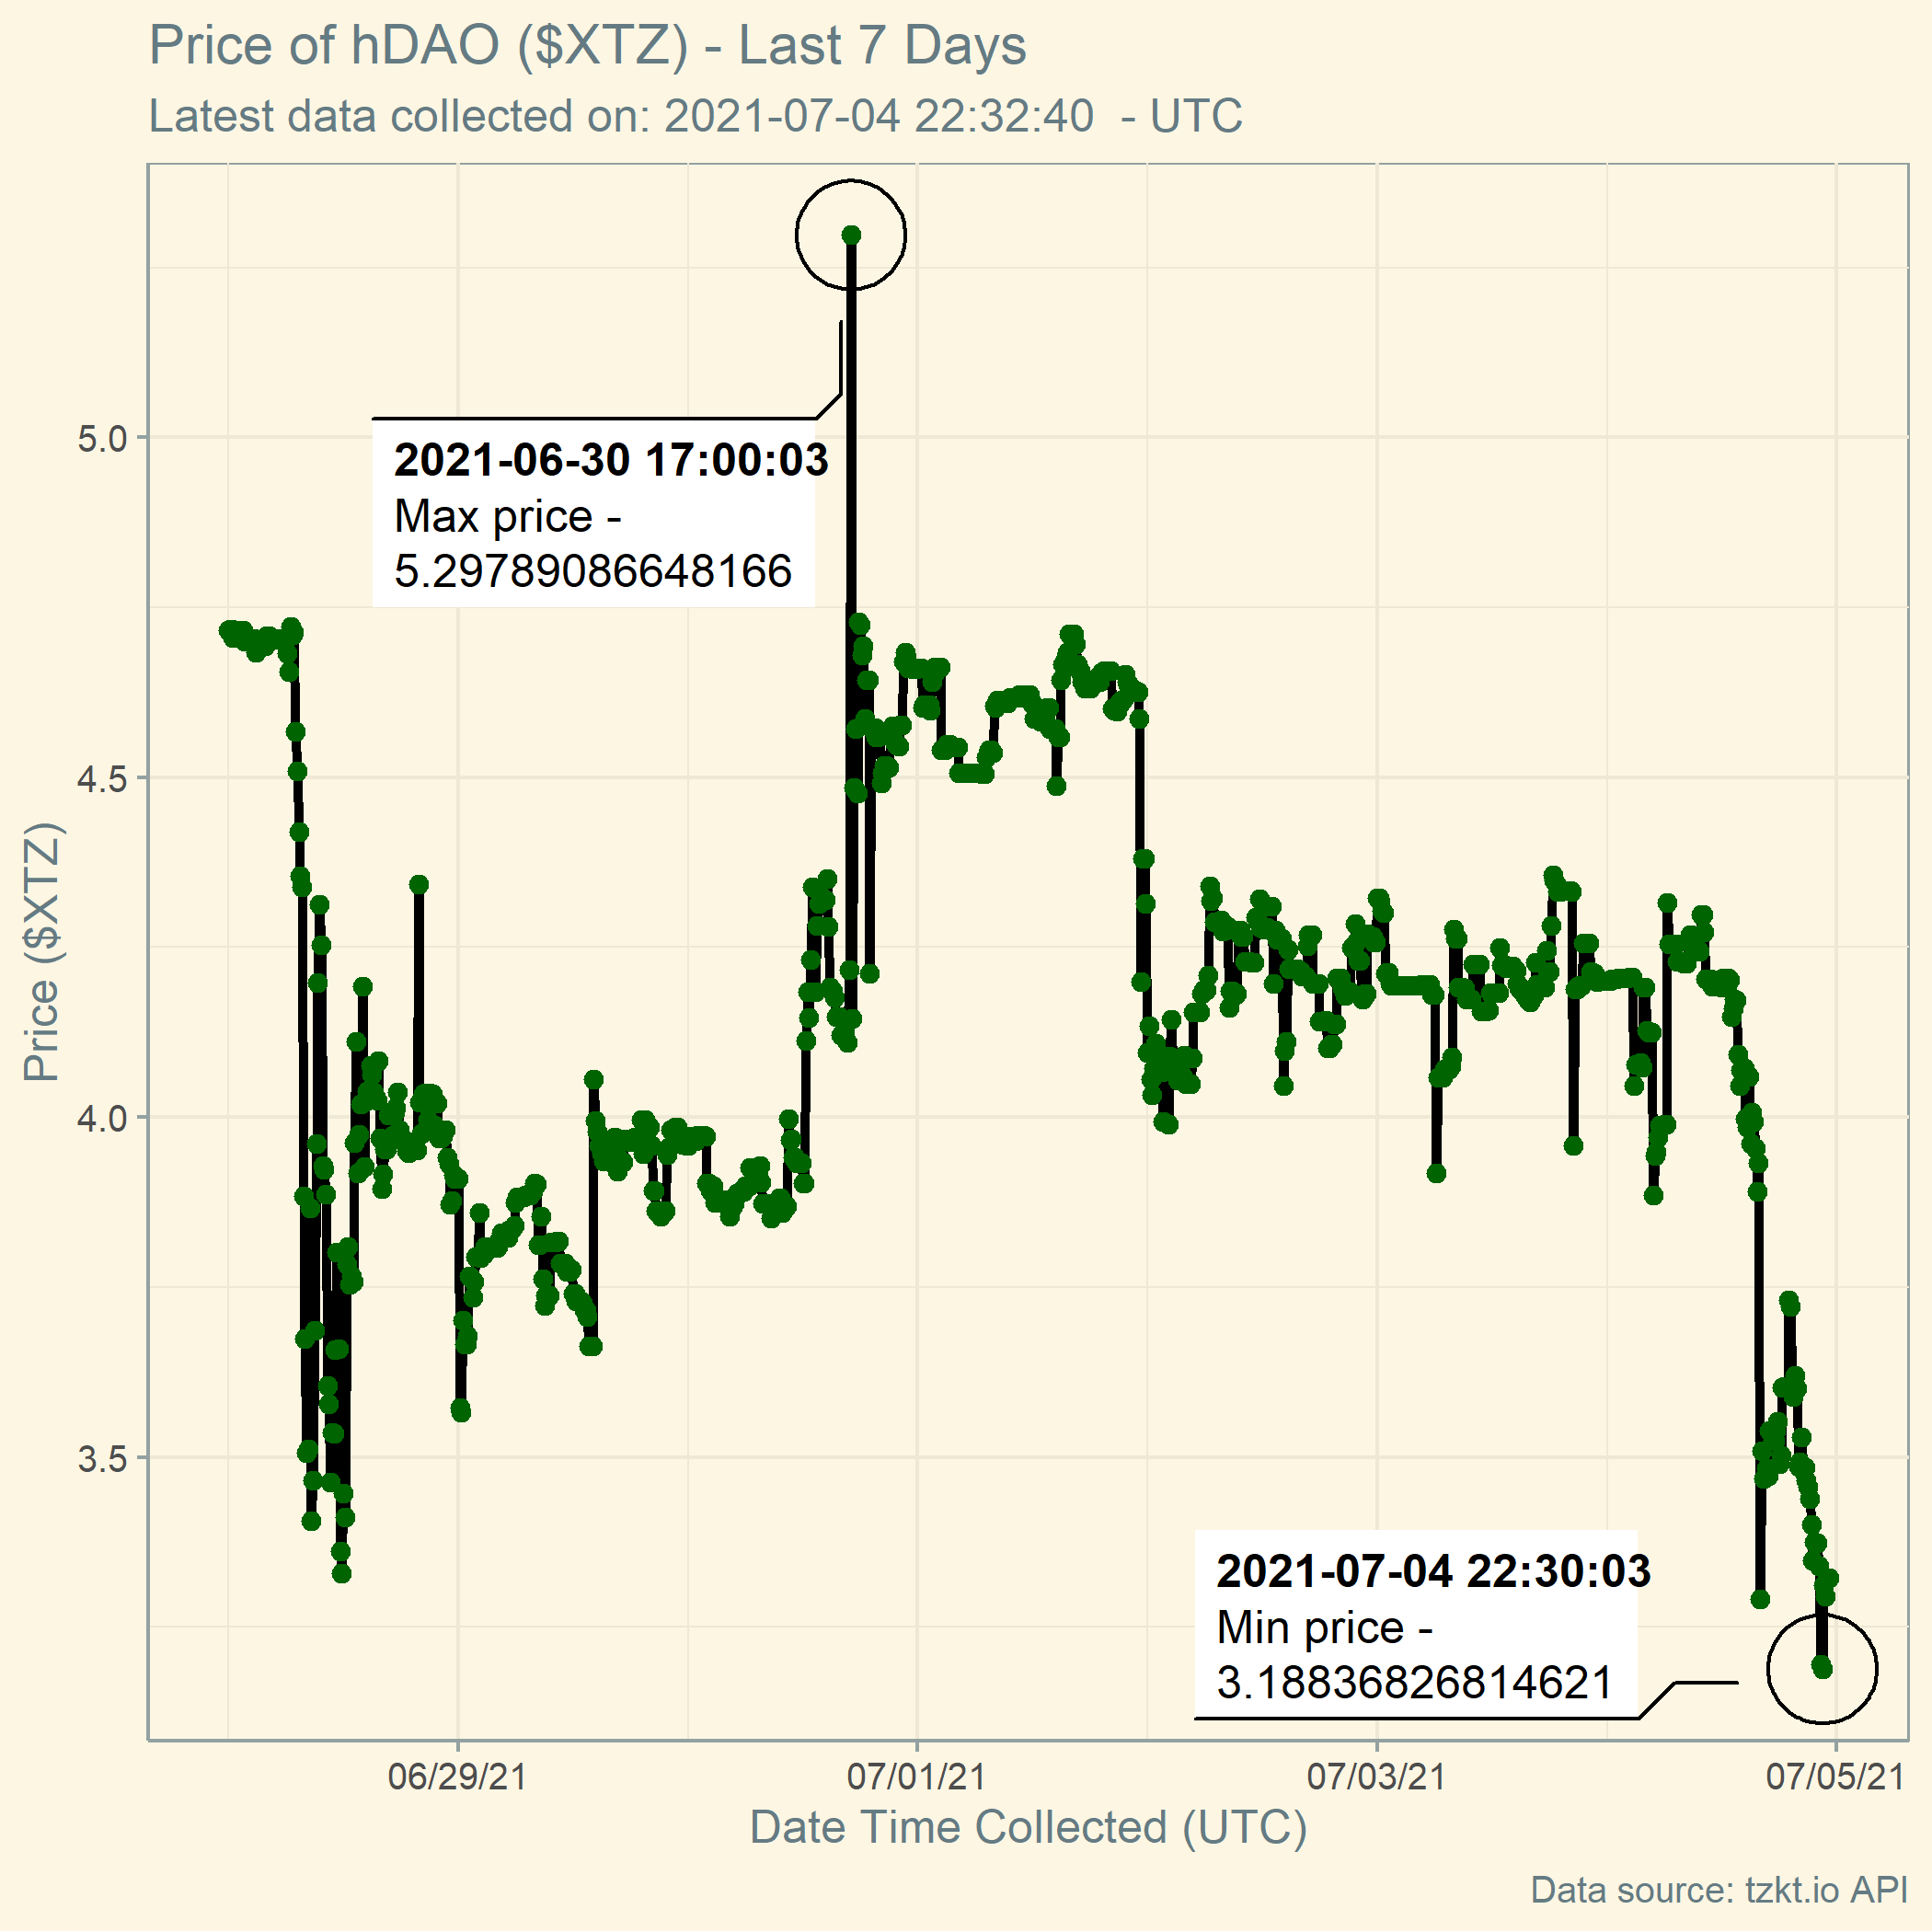 Price of hDAO ($XTZ) - Last 7 Days
Latest data collected on: 2021-07-04 22:32:40  - UTC
Price ($XTZ)
5.0
4.5
4.0
3.5
2021-06-30 17:00:03
Max price -
5.29789086648166
2021-07-04 22:30:03
Min price -
3.18836826814621
06/29/21
07/01/21
07/03/21
07/05/21
Date Time Collected (UTC)
Data source: tzkt.io API